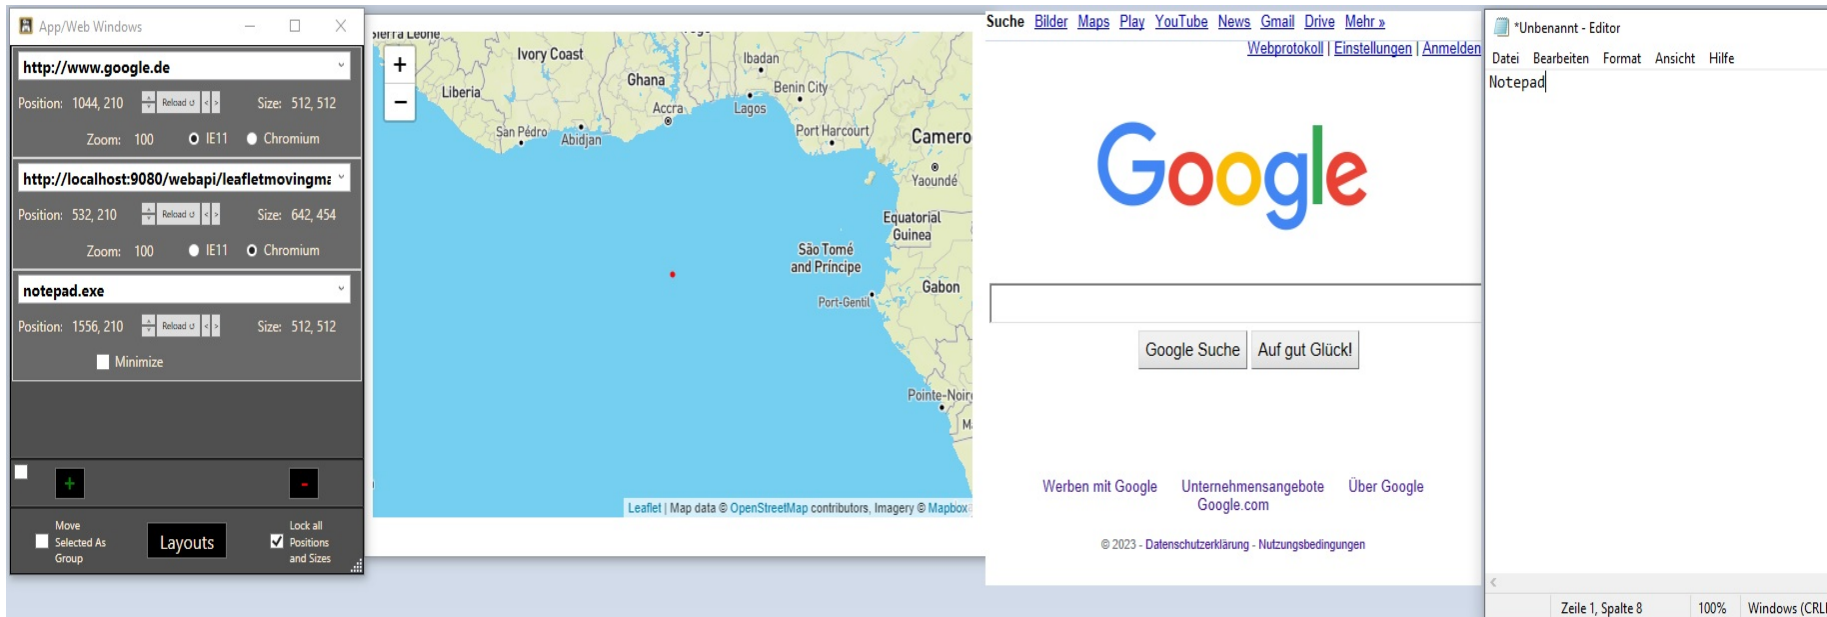 App/Web Windows
http://www.google.de
Position: 1044, 210 Reload ↺ < > Size: 512, 512
Zoom: 100 IE11 Chromium
http://localhost:9080/webapi/leafletmovingma
Position: 532, 210 Reload ↺ < > Size: 642, 454
Zoom: 100 IE11 Chromium
notepad.exe
Position: 1556, 210 Reload ↺ < > Size: 512, 512
Minimize
+ -
Move
Selected As
Group
Layouts
Lock all
Positions
and Sizes
Sierra Leone
+
−
Ivory Coast
Ghana
Togo
Ibadan
Liberia
Benin City
Accra
Lagos
San Pédro
Abidjan
Port Harcourt
Camero
Yaoundé
Equatorial
Guinea
São Tomé
and Príncipe
Gabon
Port-Gentil
Pointe-Noire
Leaflet | Map data © OpenStreetMap contributors, Imagery © Mapbox
Suche Bilder Maps Play YouTube News Gmail Drive Mehr »
Webprotokoll | Einstellungen | Anmelden
Google
Google Suche Auf gut Glück!
Werben mit Google Unternehmensangebote Über Google
Google.com
© 2023 - Datenschutzerklärung - Nutzungsbedingungen
*Unbenannt - Editor
Datei Bearbeiten Format Ansicht Hilfe
Notepad
Zeile 1, Spalte 8 100% Windows (CRL